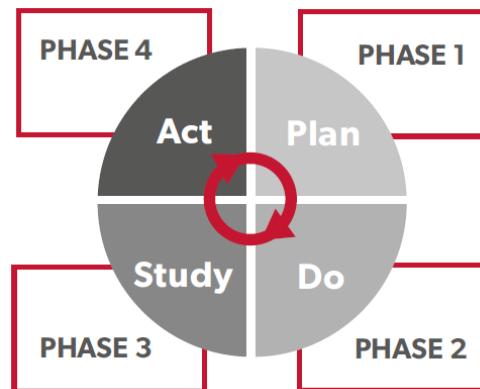 PHASE 4
PHASE 1
Act
Plan
Study
Do
PHASE 3
PHASE 2